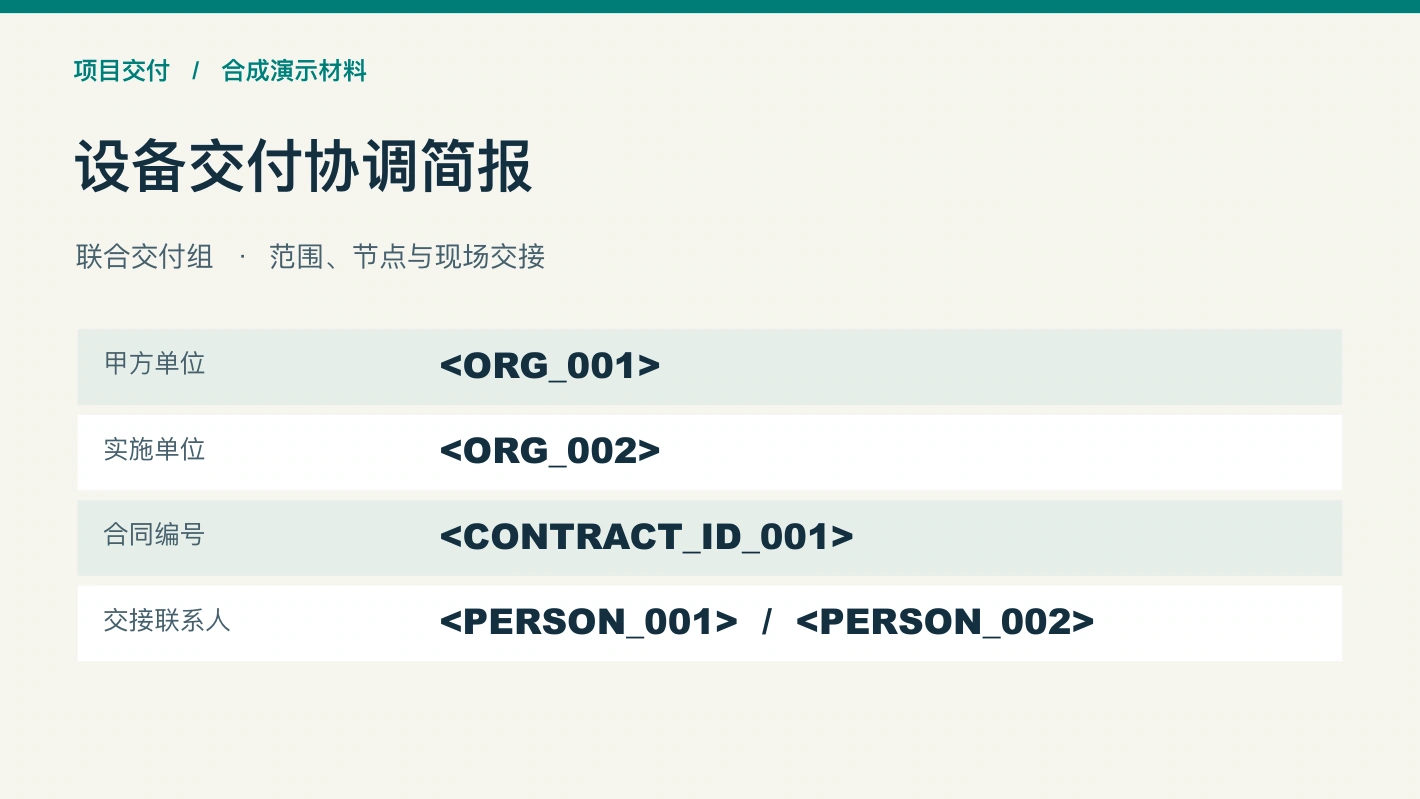 项目交付 / 合成演示材料
设备交付协调简报
联合交付组 · 范围、节点与现场交接
甲方单位 <ORG_001>
实施单位 <ORG_002>
合同编号 <CONTRACT_ID_001>
交接联系人 <PERSON_001> / <PERSON_002>